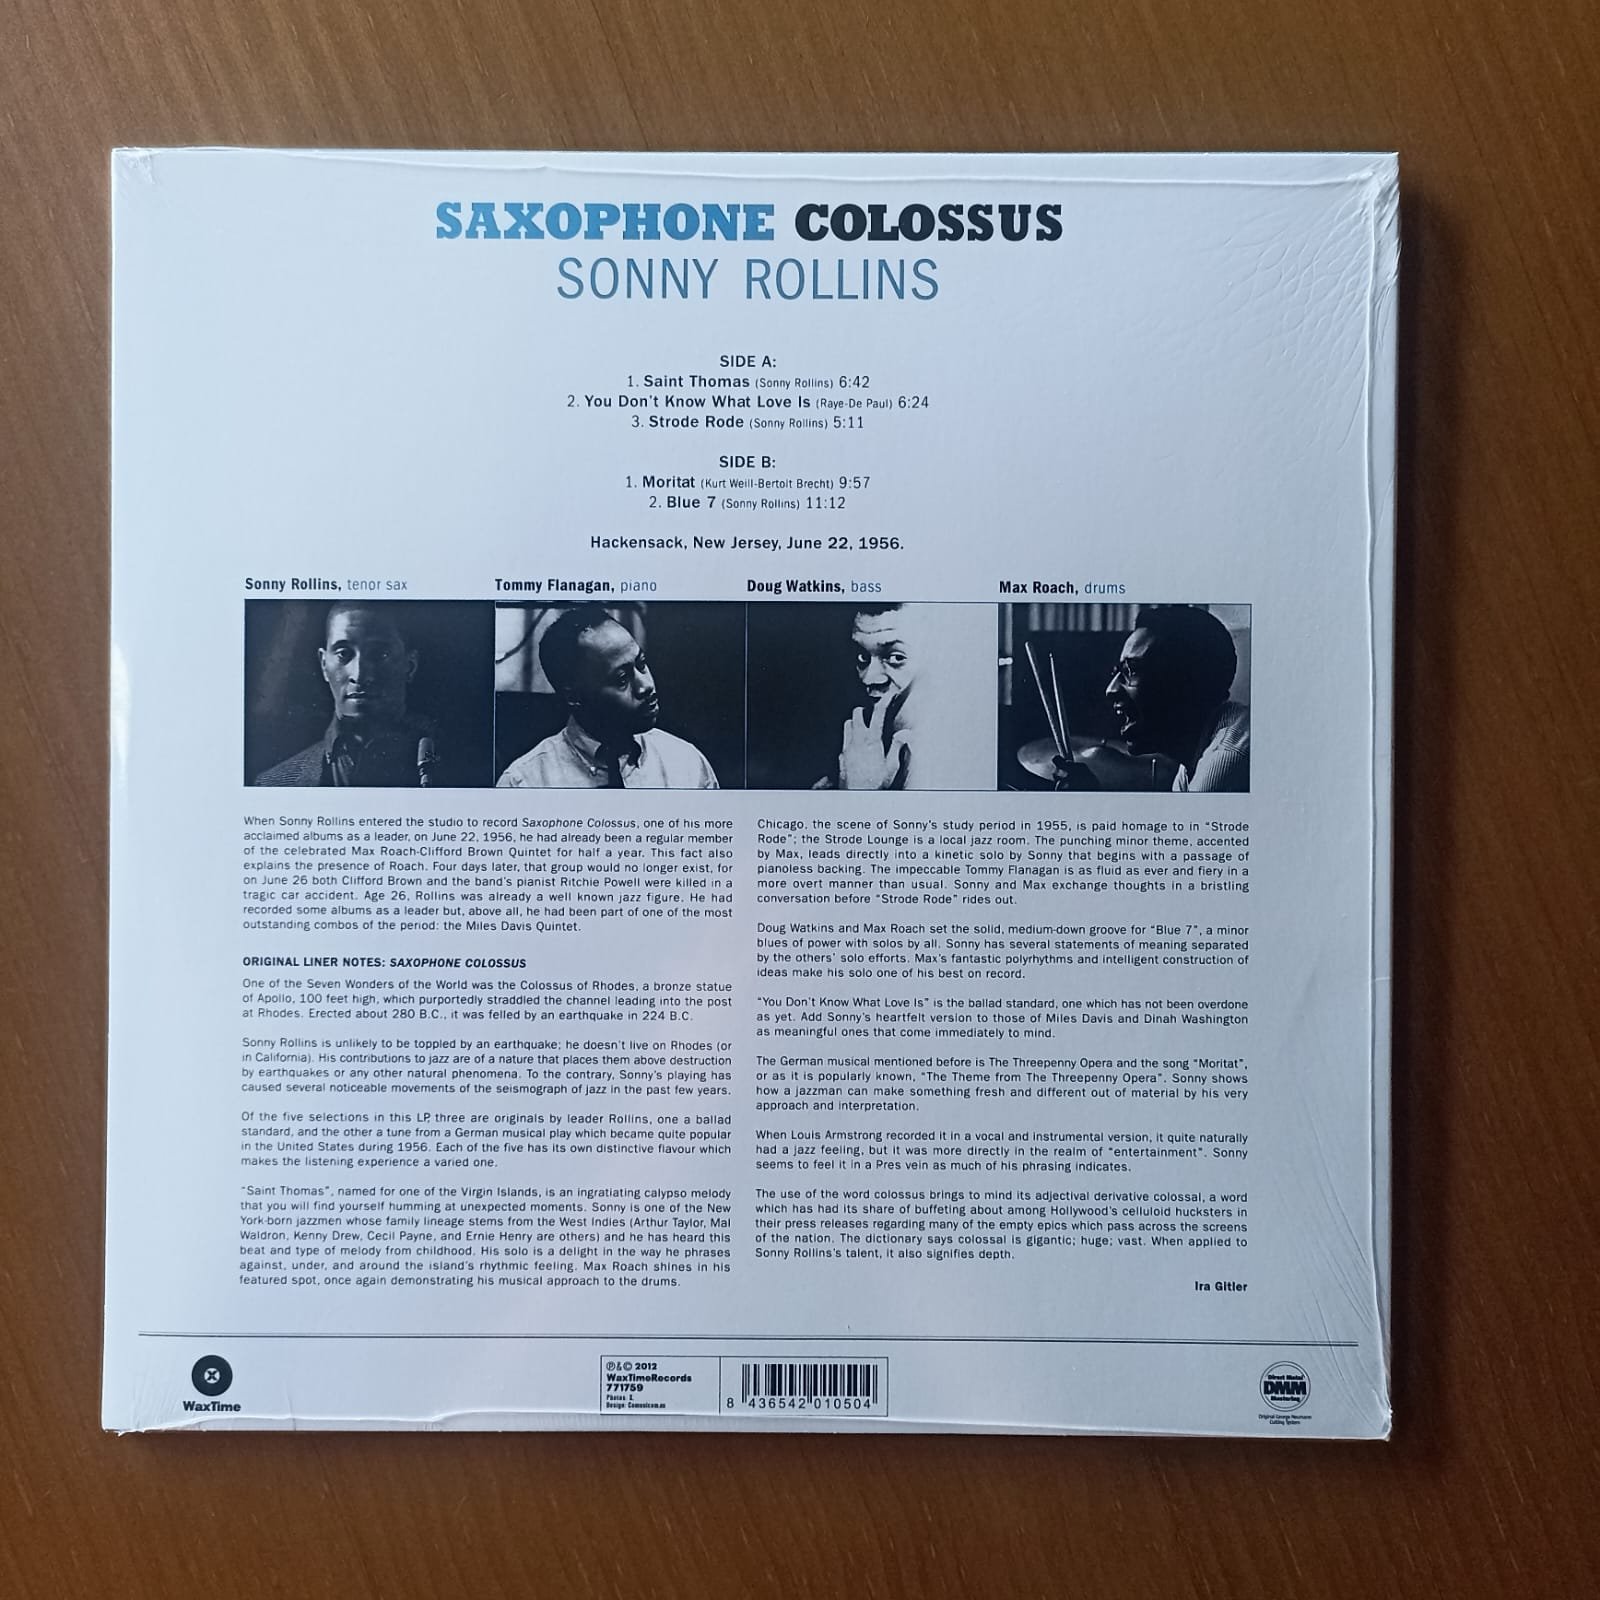 SAXOPHONE COLOSSUS
SONNY ROLLINS
SIDE A:
1. Saint Thomas (Sonny Rollins) 6:42
2. You Don't Know What Love Is (Raye-De Paul) 6:24
3. Strode Rode (Sonny Rollins) 5:11
SIDE B:
1. Moritat (Kurt Weill-Bertolt Brecht) 9:57
2. Blue 7 (Sonny Rollins) 11:12
Hackensack, New Jersey, June 22, 1956.
Sonny Rollins, tenor sax
Tommy Flanagan, piano
Doug Watkins, bass
Max Roach, drums
When Sonny Rollins entered the studio to record Saxophone Colossus, one of his more
acclaimed albums as a leader, on June 22, 1956, he had already been a regular member
of the celebrated Max Roach-Clifford Brown Quintet for half a year. This fact also
explains the presence of Roach. Four days later, that group would no longer exist, for
on June 26 both Clifford Brown and the band's pianist Ritchie Powell were killed in a
tragic car accident. Age 26, Rollins was already a well known jazz figure. He had
recorded some albums as a leader but, above all, he had been part of one of the most
outstanding combos of the period: the Miles Davis Quintet.
ORIGINAL LINER NOTES: SAXOPHONE COLOSSUS
One of the Seven Wonders of the World was the Colossus of Rhodes, a bronze statue
of Apollo, 100 feet high, which purportedly straddled the channel leading into the post
at Rhodes. Erected about 280 B.C., it was felled by an earthquake in 224 B.C.
Sonny Rollins is unlikely to be toppled by an earthquake; he doesn't live on Rhodes (or
in California). His contributions to jazz are of a nature that places them above destruction
by earthquakes or any other natural phenomena. To the contrary, Sonny's playing has
caused several noticeable movements of the seismograph of jazz in the past few years.
Of the five selections in this LP, three are originals by leader Rollins, one a ballad
standard, and the other a tune from a German musical play which became quite popular
in the United States during 1956. Each of the five has its own distinctive flavour which
makes the listening experience a varied one.
"Saint Thomas", named for one of the Virgin Islands, is an ingratiating calypso melody
that you will find yourself humming at unexpected moments. Sonny is one of the New
York-born jazzmen whose family lineage stems from the West Indies (Arthur Taylor, Mal
Waldron, Kenny Drew, Cecil Payne, and Ernie Henry are others) and he has heard this
beat and type of melody from childhood. His solo is a delight in the way he phrases
against, under, and around the island's rhythmic feeling. Max Roach shines in his
featured spot, once again demonstrating his musical approach to the drums.
Chicago, the scene of Sonny's study period in 1955, is paid homage to in "Strode
Rode"; the Strode Lounge is a local jazz room. The punching minor theme, accented
by Max, leads directly into a kinetic solo by Sonny that begins with a passage of
pianoless backing. The impeccable Tommy Flanagan is as fluid as ever and fiery in a
more overt manner than usual. Sonny and Max exchange thoughts in a bristling
conversation before "Strode Rode" rides out.
Doug Watkins and Max Roach set the solid, medium-down groove for "Blue 7", a minor
blues of power with solos by all. Sonny has several statements of meaning separated
by the others' solo efforts. Max's fantastic polyrhythms and intelligent construction of
ideas make his solo one of his best on record.
"You Don't Know What Love Is" is the ballad standard, one which has not been overdone
as yet. Add Sonny's heartfelt version to those of Miles Davis and Dinah Washington
as meaningful ones that come immediately to mind.
The German musical mentioned before is The Threepenny Opera and the song "Moritat",
or as it is popularly known, "The Theme from The Threepenny Opera". Sonny shows
how a jazzman can make something fresh and different out of material by his very
approach and interpretation.
When Louis Armstrong recorded it in a vocal and instrumental version, it quite naturally
had a jazz feeling, but it was more directly in the realm of "entertainment". Sonny
seems to feel it in a Pres vein as much of his phrasing indicates.
The use of the word colossus brings to mind its adjectival derivative colossal, a word
which has had its share of buffeting about among Hollywood's celluloid hucksters in
their press releases regarding many of the empty epics which pass across the screens
of the nation. The dictionary says colossal is gigantic; huge; vast. When applied to
Sonny Rollins's talent, it also signifies depth.
Ira Gitler
WaxTime
℗&© 2012
WaxTimeRecords
771759
8 436542 010504
Direct Metal
DMM
Mastering
Original George Neumann
Cutting System